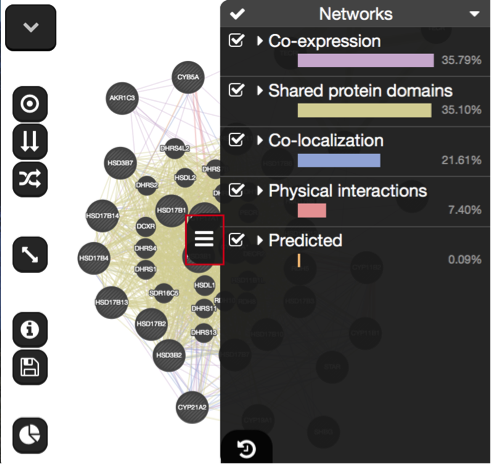 Networks
Co-expression
35.79%
Shared protein domains
35.10%
Co-localization
21.61%
Physical interactions
7.40%
Predicted
0.09%
CYB5A
AKR1C3
DHRS4L2
HSD3B7
HSDL2
DHRS2
HSD17B14
HSD17B1
DCXR
HSD17B4
DHRS4
DHRS1
HSDL1
SDR16C5
HSD17B13
DHRS11
HSD17B2
DHRS13
HSD3B2
CYP21A2